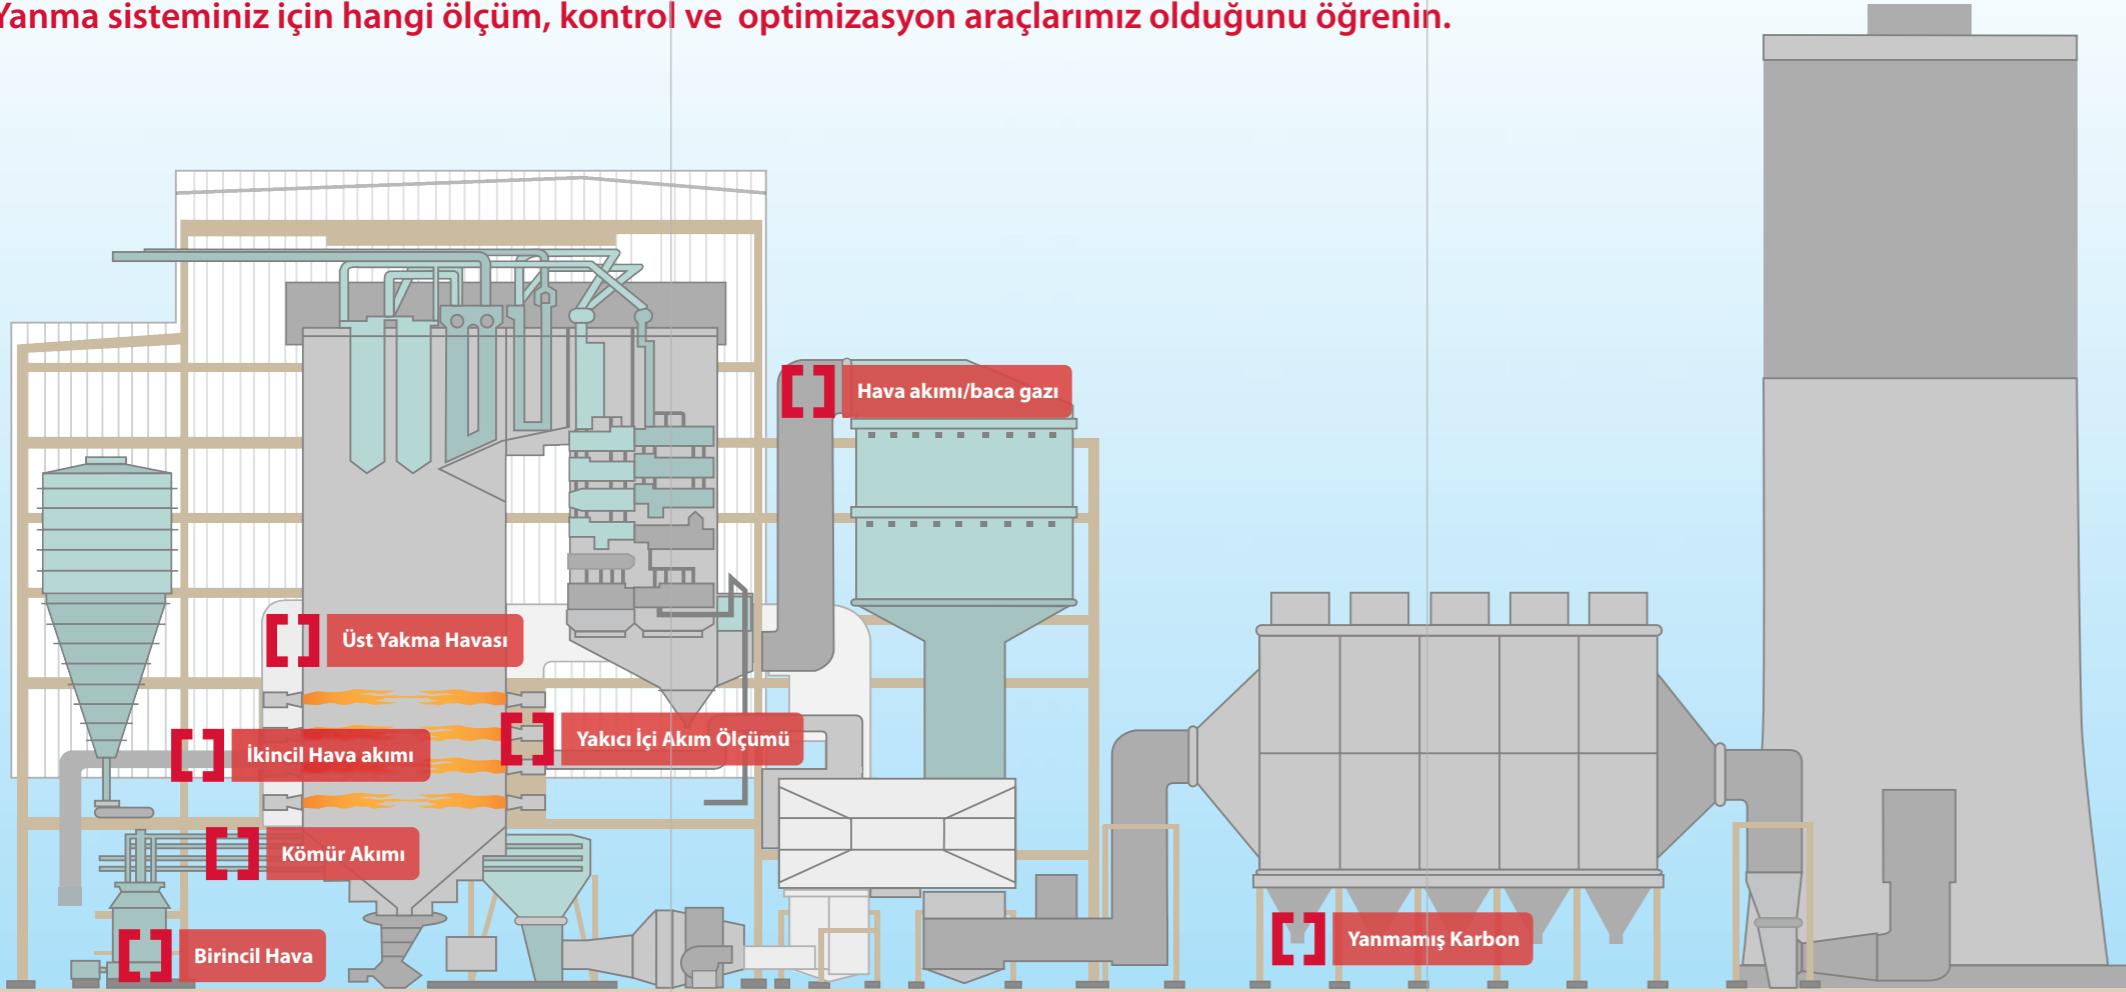 Yanma sisteminiz için hangi ölçüm, kontrol ve optimizasyon araçlarımız olduğunu öğrenin.
Hava akımı/baca gazı
Üst Yakma Havası
Yakıcı İçi Akım Ölçümü
İkincil Hava akımı
Kömür Akımı
Birincil Hava
Yanmamış Karbon